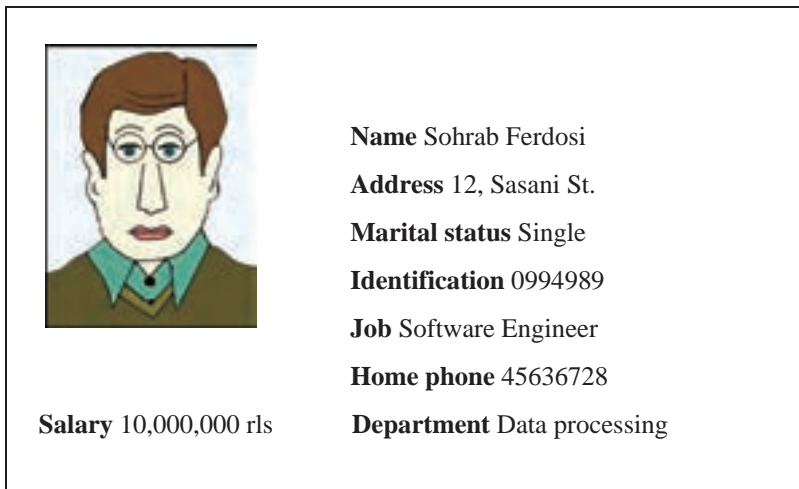 Name Sohrab Ferdosi
Address 12, Sasani St.
Marital status Single
Identification 0994989
Job Software Engineer
Home phone 45636728
Salary 10,000,000 rls
Department Data processing